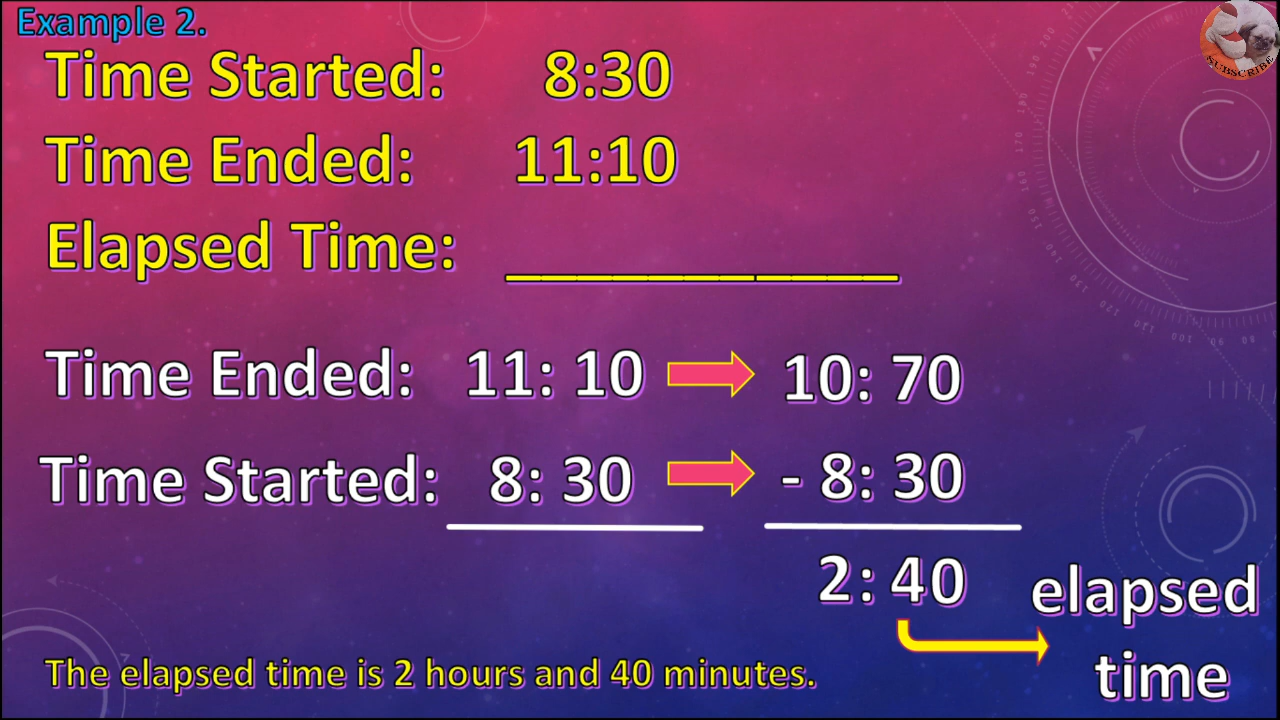 Example 2.
Time Started: 8:30
Time Ended: 11:10
Elapsed Time: ___________
Time Ended: 11: 10 10: 70
Time Started: 8: 30 - 8: 30
2: 40 elapsed
time
The elapsed time is 2 hours and 40 minutes.
SUBSCRIBE